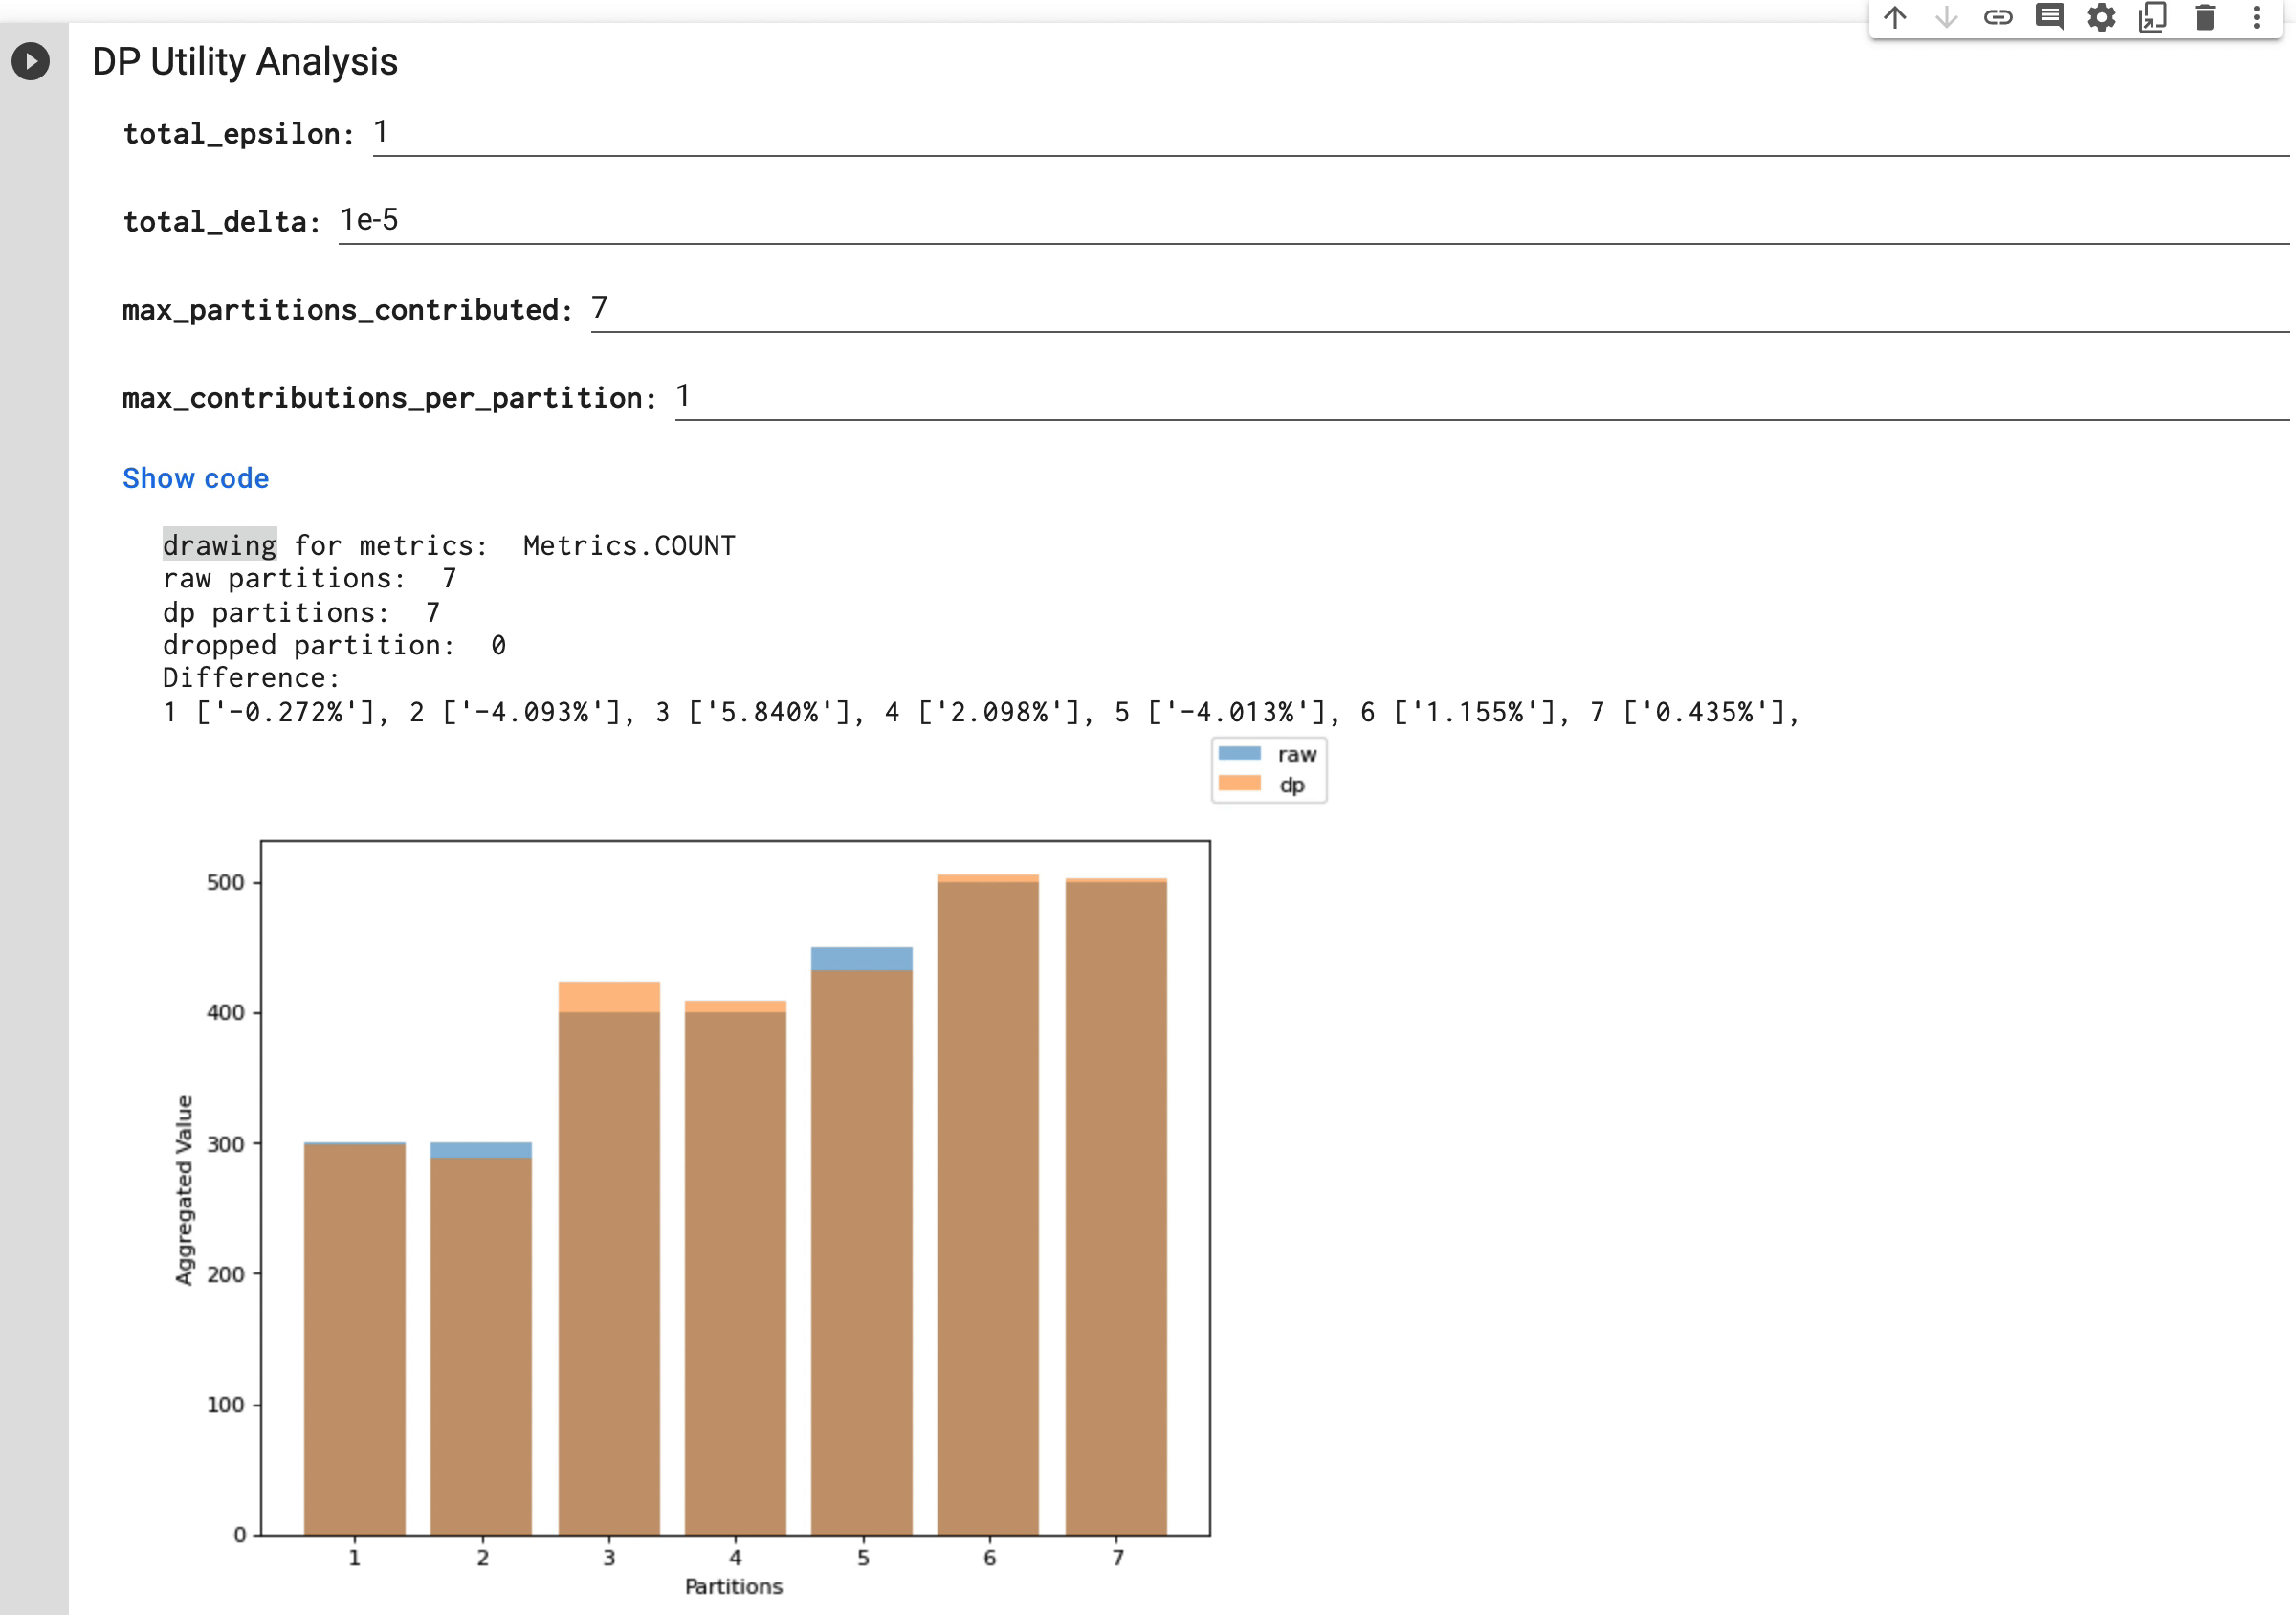 DP Utility Analysis
total_epsilon: 1
total_delta: 1e-5
max_partitions_contributed: 7
max_contributions_per_partition: 1
Show code
drawing for metrics:  Metrics.COUNT
raw partitions:  7
dp partitions:  7
dropped partition:  0
Difference:
1 ['-0.272%'], 2 ['-4.093%'], 3 ['5.840%'], 4 ['2.098%'], 5 ['-4.013%'], 6 ['1.155%'], 7 ['0.435%'],
raw
dp
500
400
300
200
100
0
Aggregated Value
1 2 3 4 5 6 7
Partitions